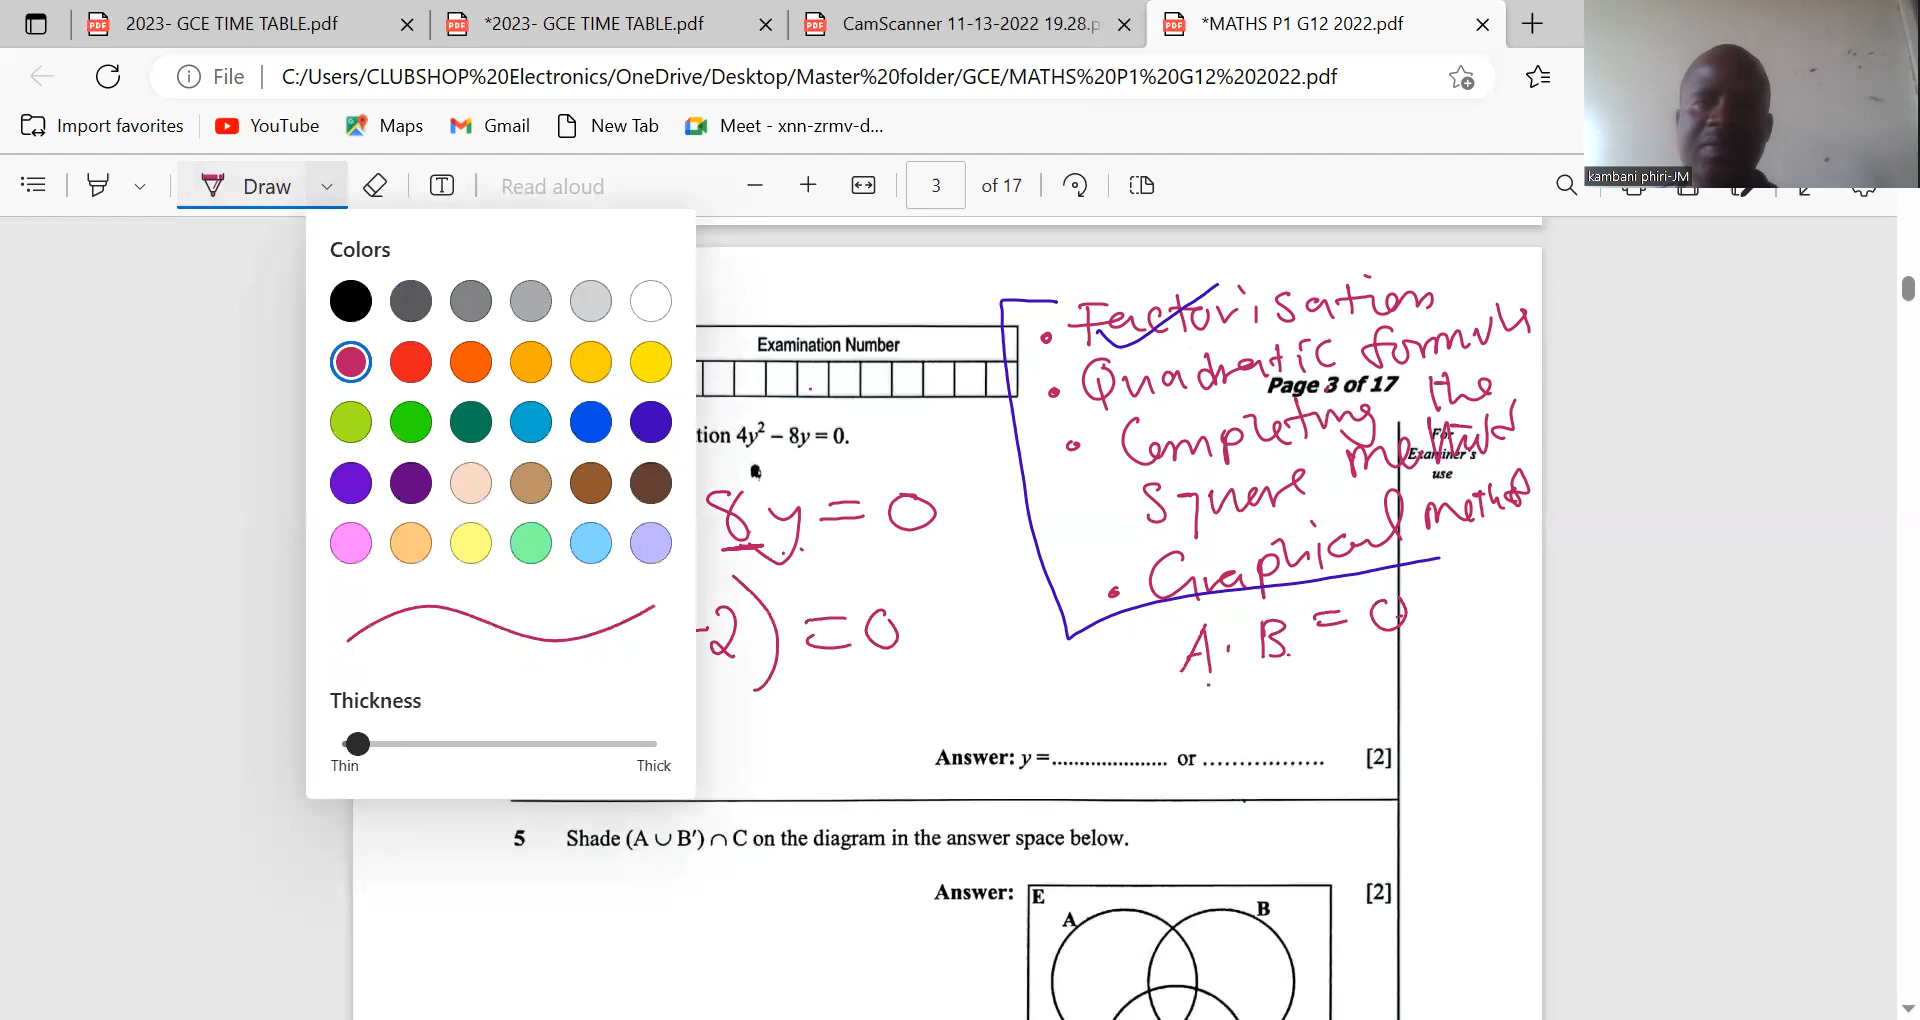 2023- GCE TIME TABLE.pdf
*2023- GCE TIME TABLE.pdf
CamScanner 11-13-2022 19.28.p
*MATHS P1 G12 2022.pdf
File
C:/Users/CLUBSHOP%20Electronics/OneDrive/Desktop/Master%20folder/GCE/MATHS%20P1%20G12%202022.pdf
Import favorites
YouTube
Maps
Gmail
New Tab
Meet - xnn-zrmv-d...
Draw
Read aloud
3 of 17
kambani phiri-JM
Colors
Thickness
Thin
Thick
Examination Number
Page 3 of 17
For
Examiner's
use
tion 4y² – 8y = 0.
8y = 0
-2) = 0
• Factorisation
• Quadratic formula
• Completing the
Square method
• Graphical method
A . B = 0
Answer: y = ...................... or ................. [2]
5 Shade (A ∪ B′) ∩ C on the diagram in the answer space below.
Answer: [2]
E
A
B